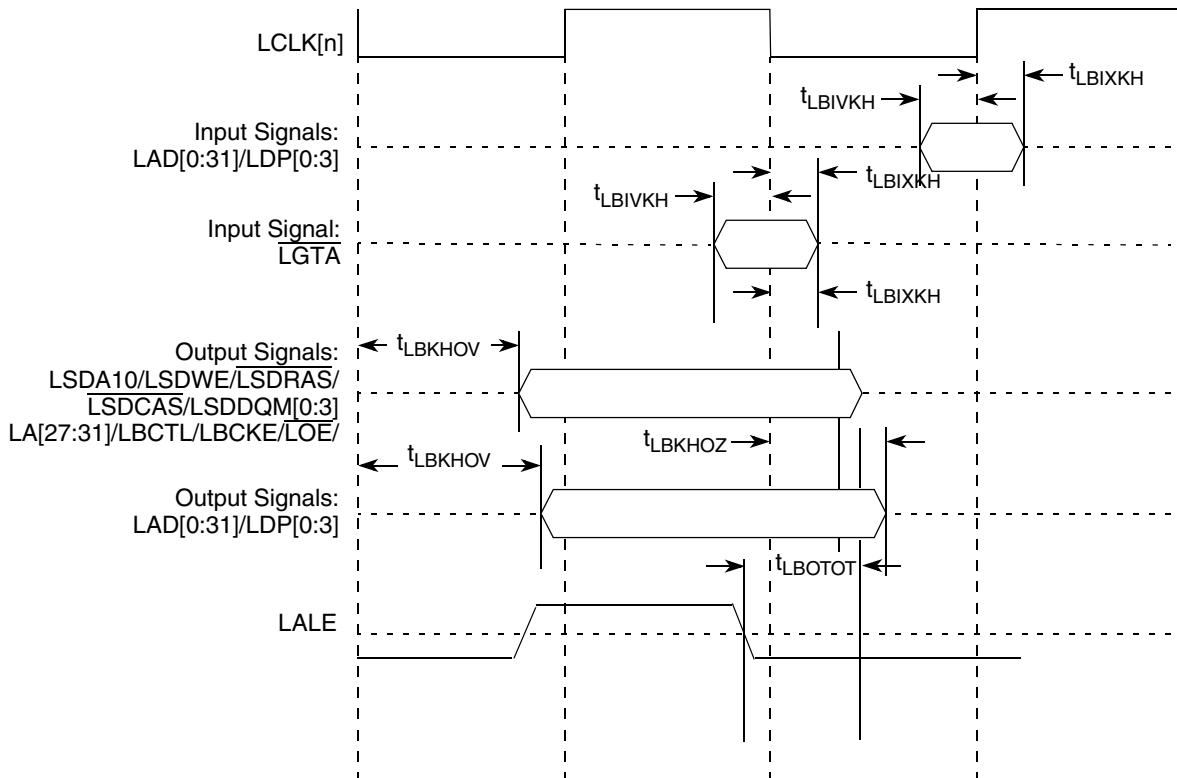 LCLK[n]
tLBIXKH
tLBIVKH
Input Signals:
LAD[0:31]/LDP[0:3]
tLBIXKH
tLBIVKH
Input Signal:
LGTA
tLBIXKH
tLBKHOV
Output Signals:
LSDA10/LSDWE/LSDRAS/
LSDCAS/LSDDQM[0:3]
LA[27:31]/LBCTL/LBCKE/LOE/
tLBKHOZ
tLBKHOV
Output Signals:
LAD[0:31]/LDP[0:3]
tLBOTOT
LALE